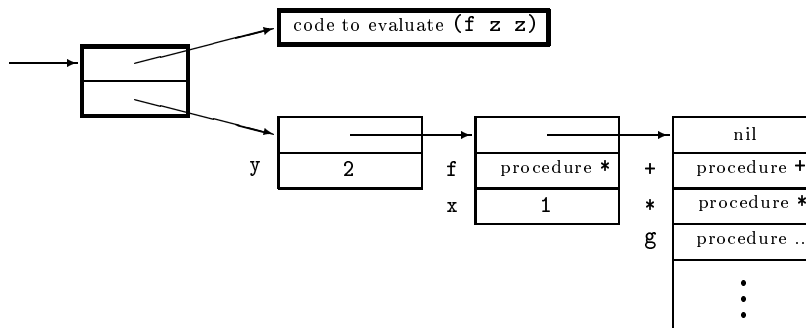 code to evaluate (f z z)
nil
y 2 f procedure * + procedure +
x 1 * procedure *
g procedure ..